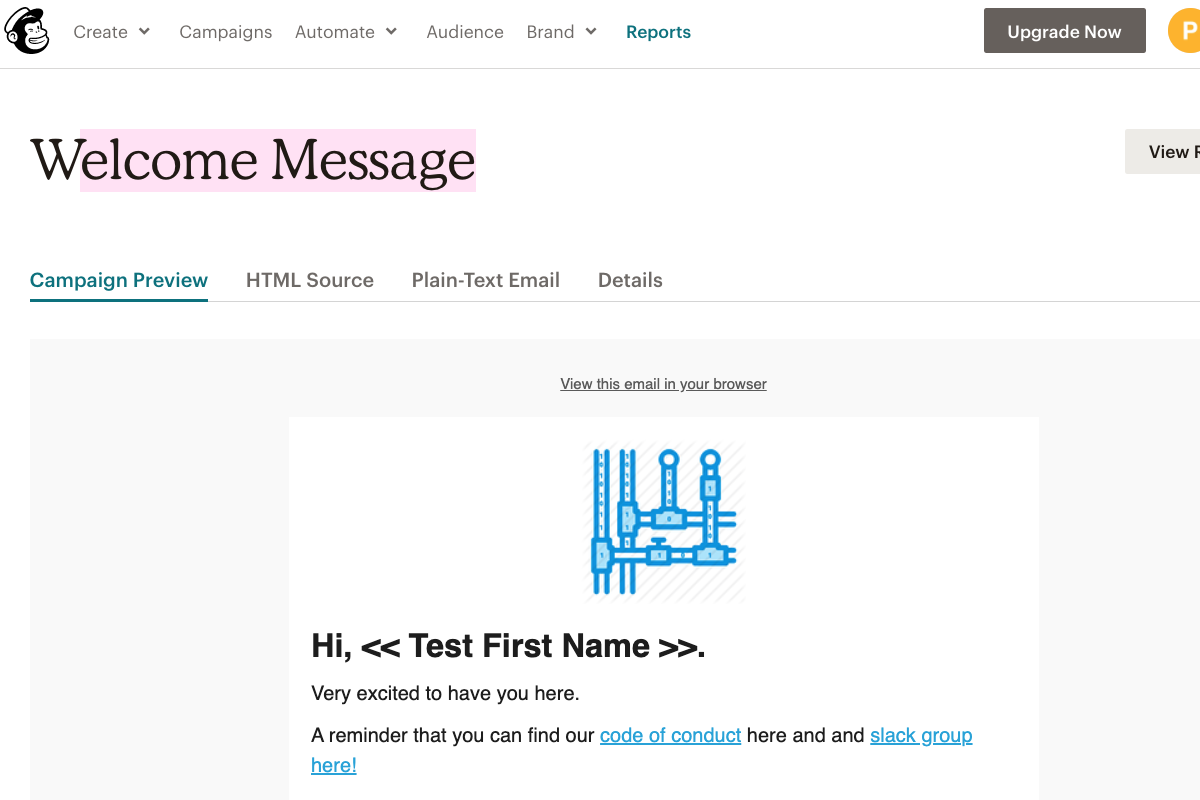 Create Campaigns Automate Audience Brand Reports Upgrade Now P
Welcome Message
View
Campaign Preview HTML Source Plain-Text Email Details
View this email in your browser
Hi, << Test First Name >>.
Very excited to have you here.
A reminder that you can find our code of conduct here and and slack group
here!